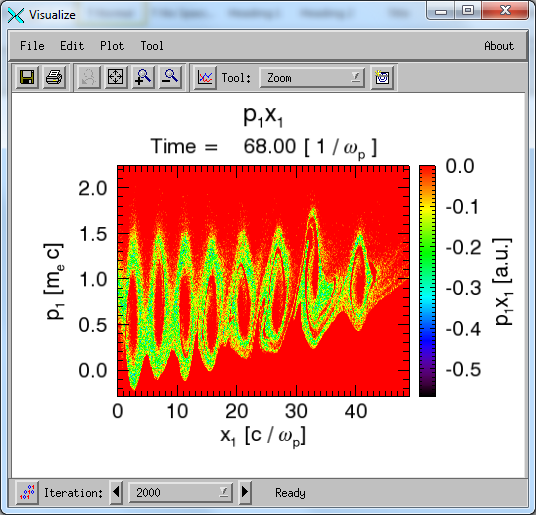 Visualize
File Edit Plot Tool About
Tool: Zoom
p₁x₁
Time = 68.00 [ 1 / ωₚ ]
2.0
1.5
1.0
0.5
0.0
p₁ [mₑ c]
0 10 20 30 40
x₁ [c / ωₚ]
0.0
-0.1
-0.2
-0.3
-0.4
-0.5
p₁x₁ [a.u.]
Iteration: 2000 Ready